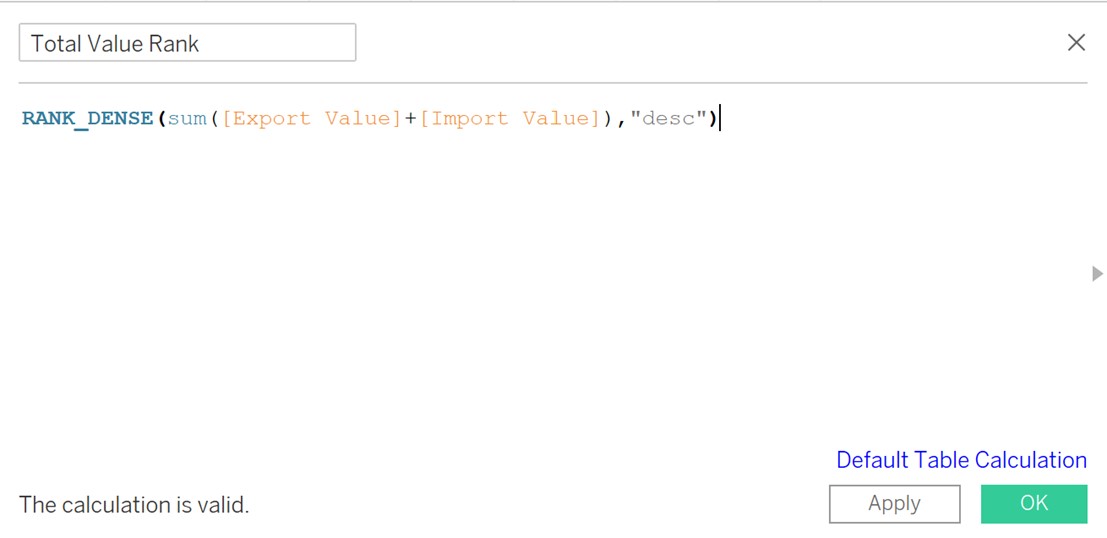 Total Value Rank
RANK_DENSE(sum([Export Value]+[Import Value]),"desc")
Default Table Calculation
The calculation is valid.
Apply
OK